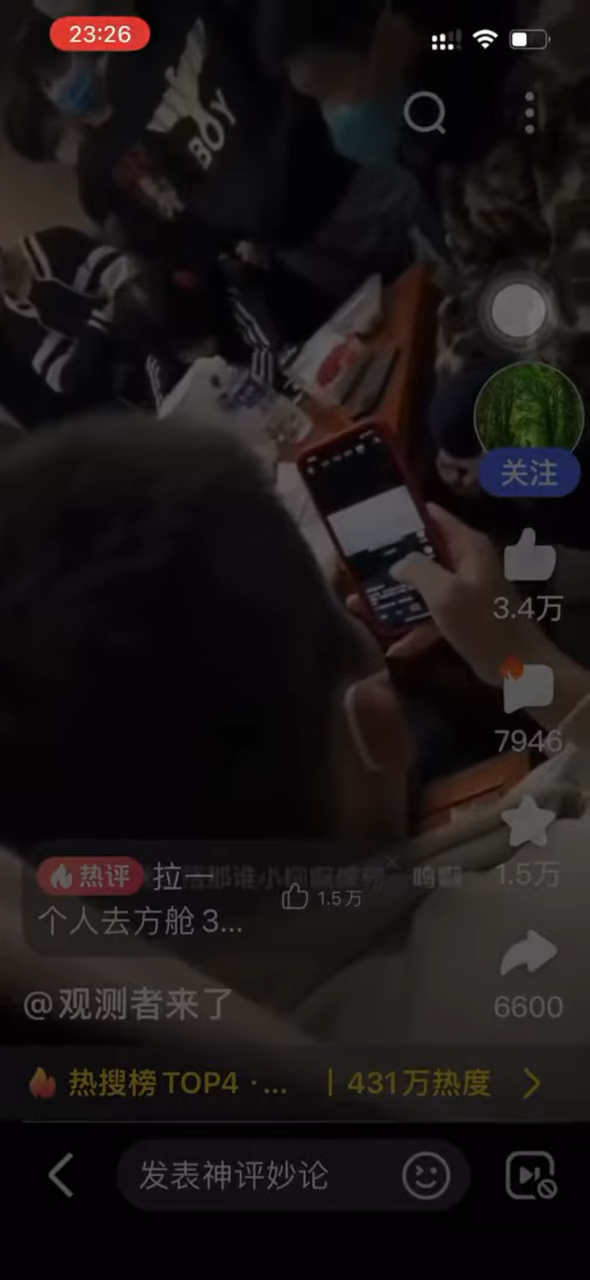 23:26
BOY
关注
3.4万
7946
1.5万
6600
热评 拉一
个人去方舱 3...
1.5万
@观测者来了
热搜榜 TOP4 ·... | 431万热度
发表神评妙论